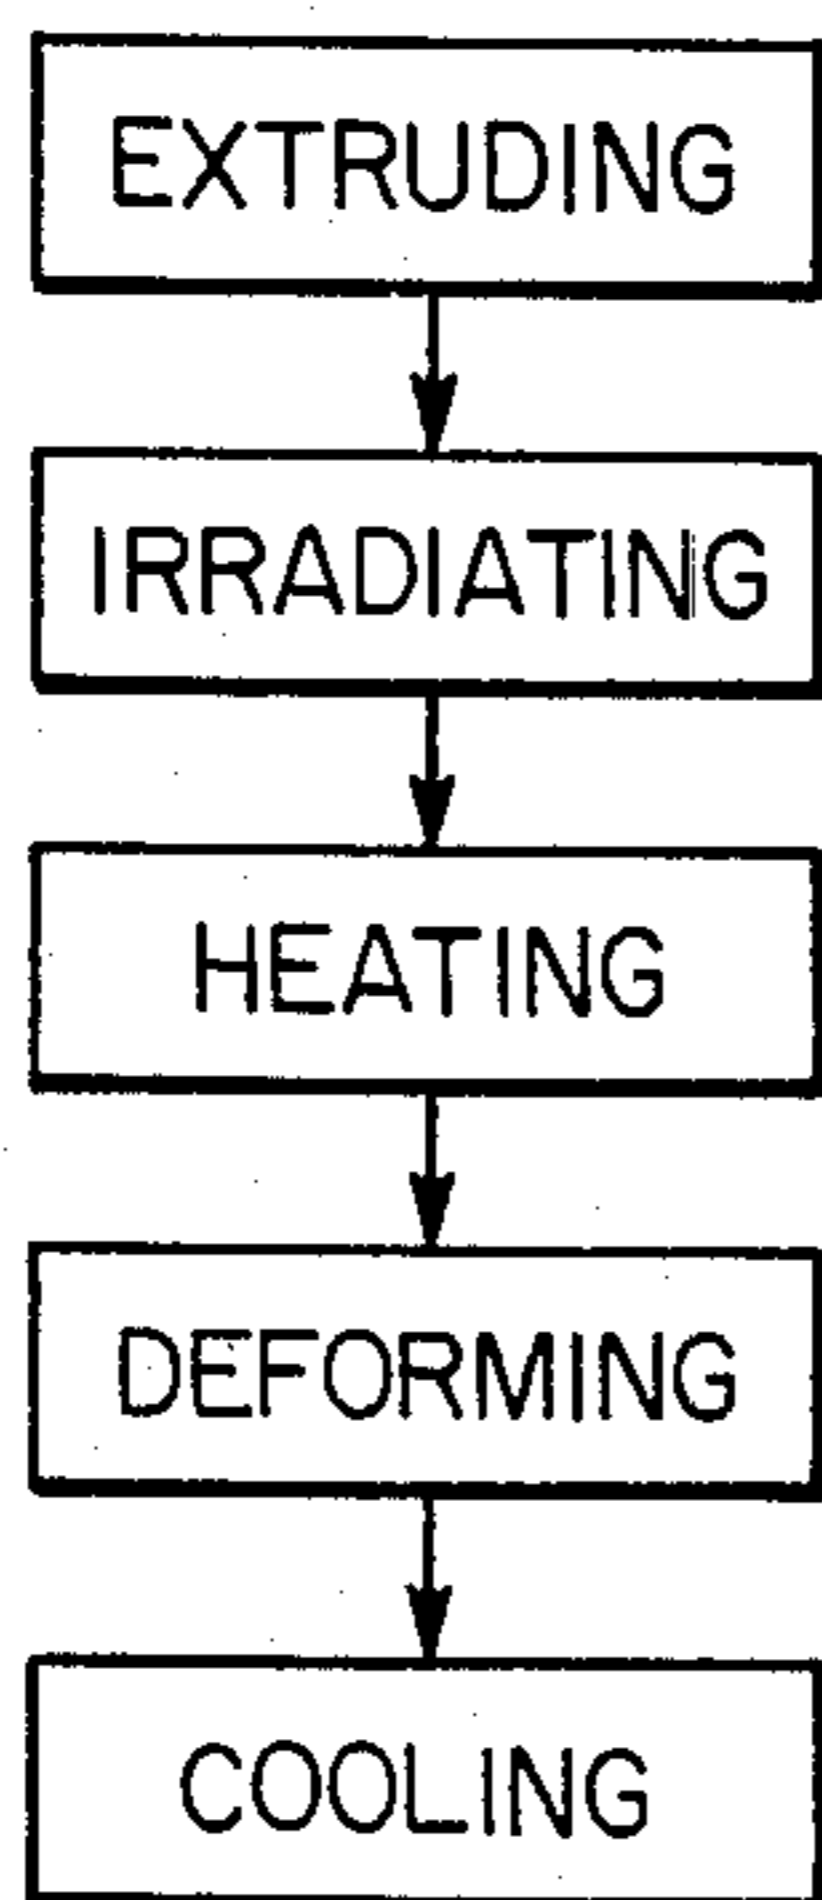 EXTRUDING
IRRADIATING
HEATING
DEFORMING
COOLING